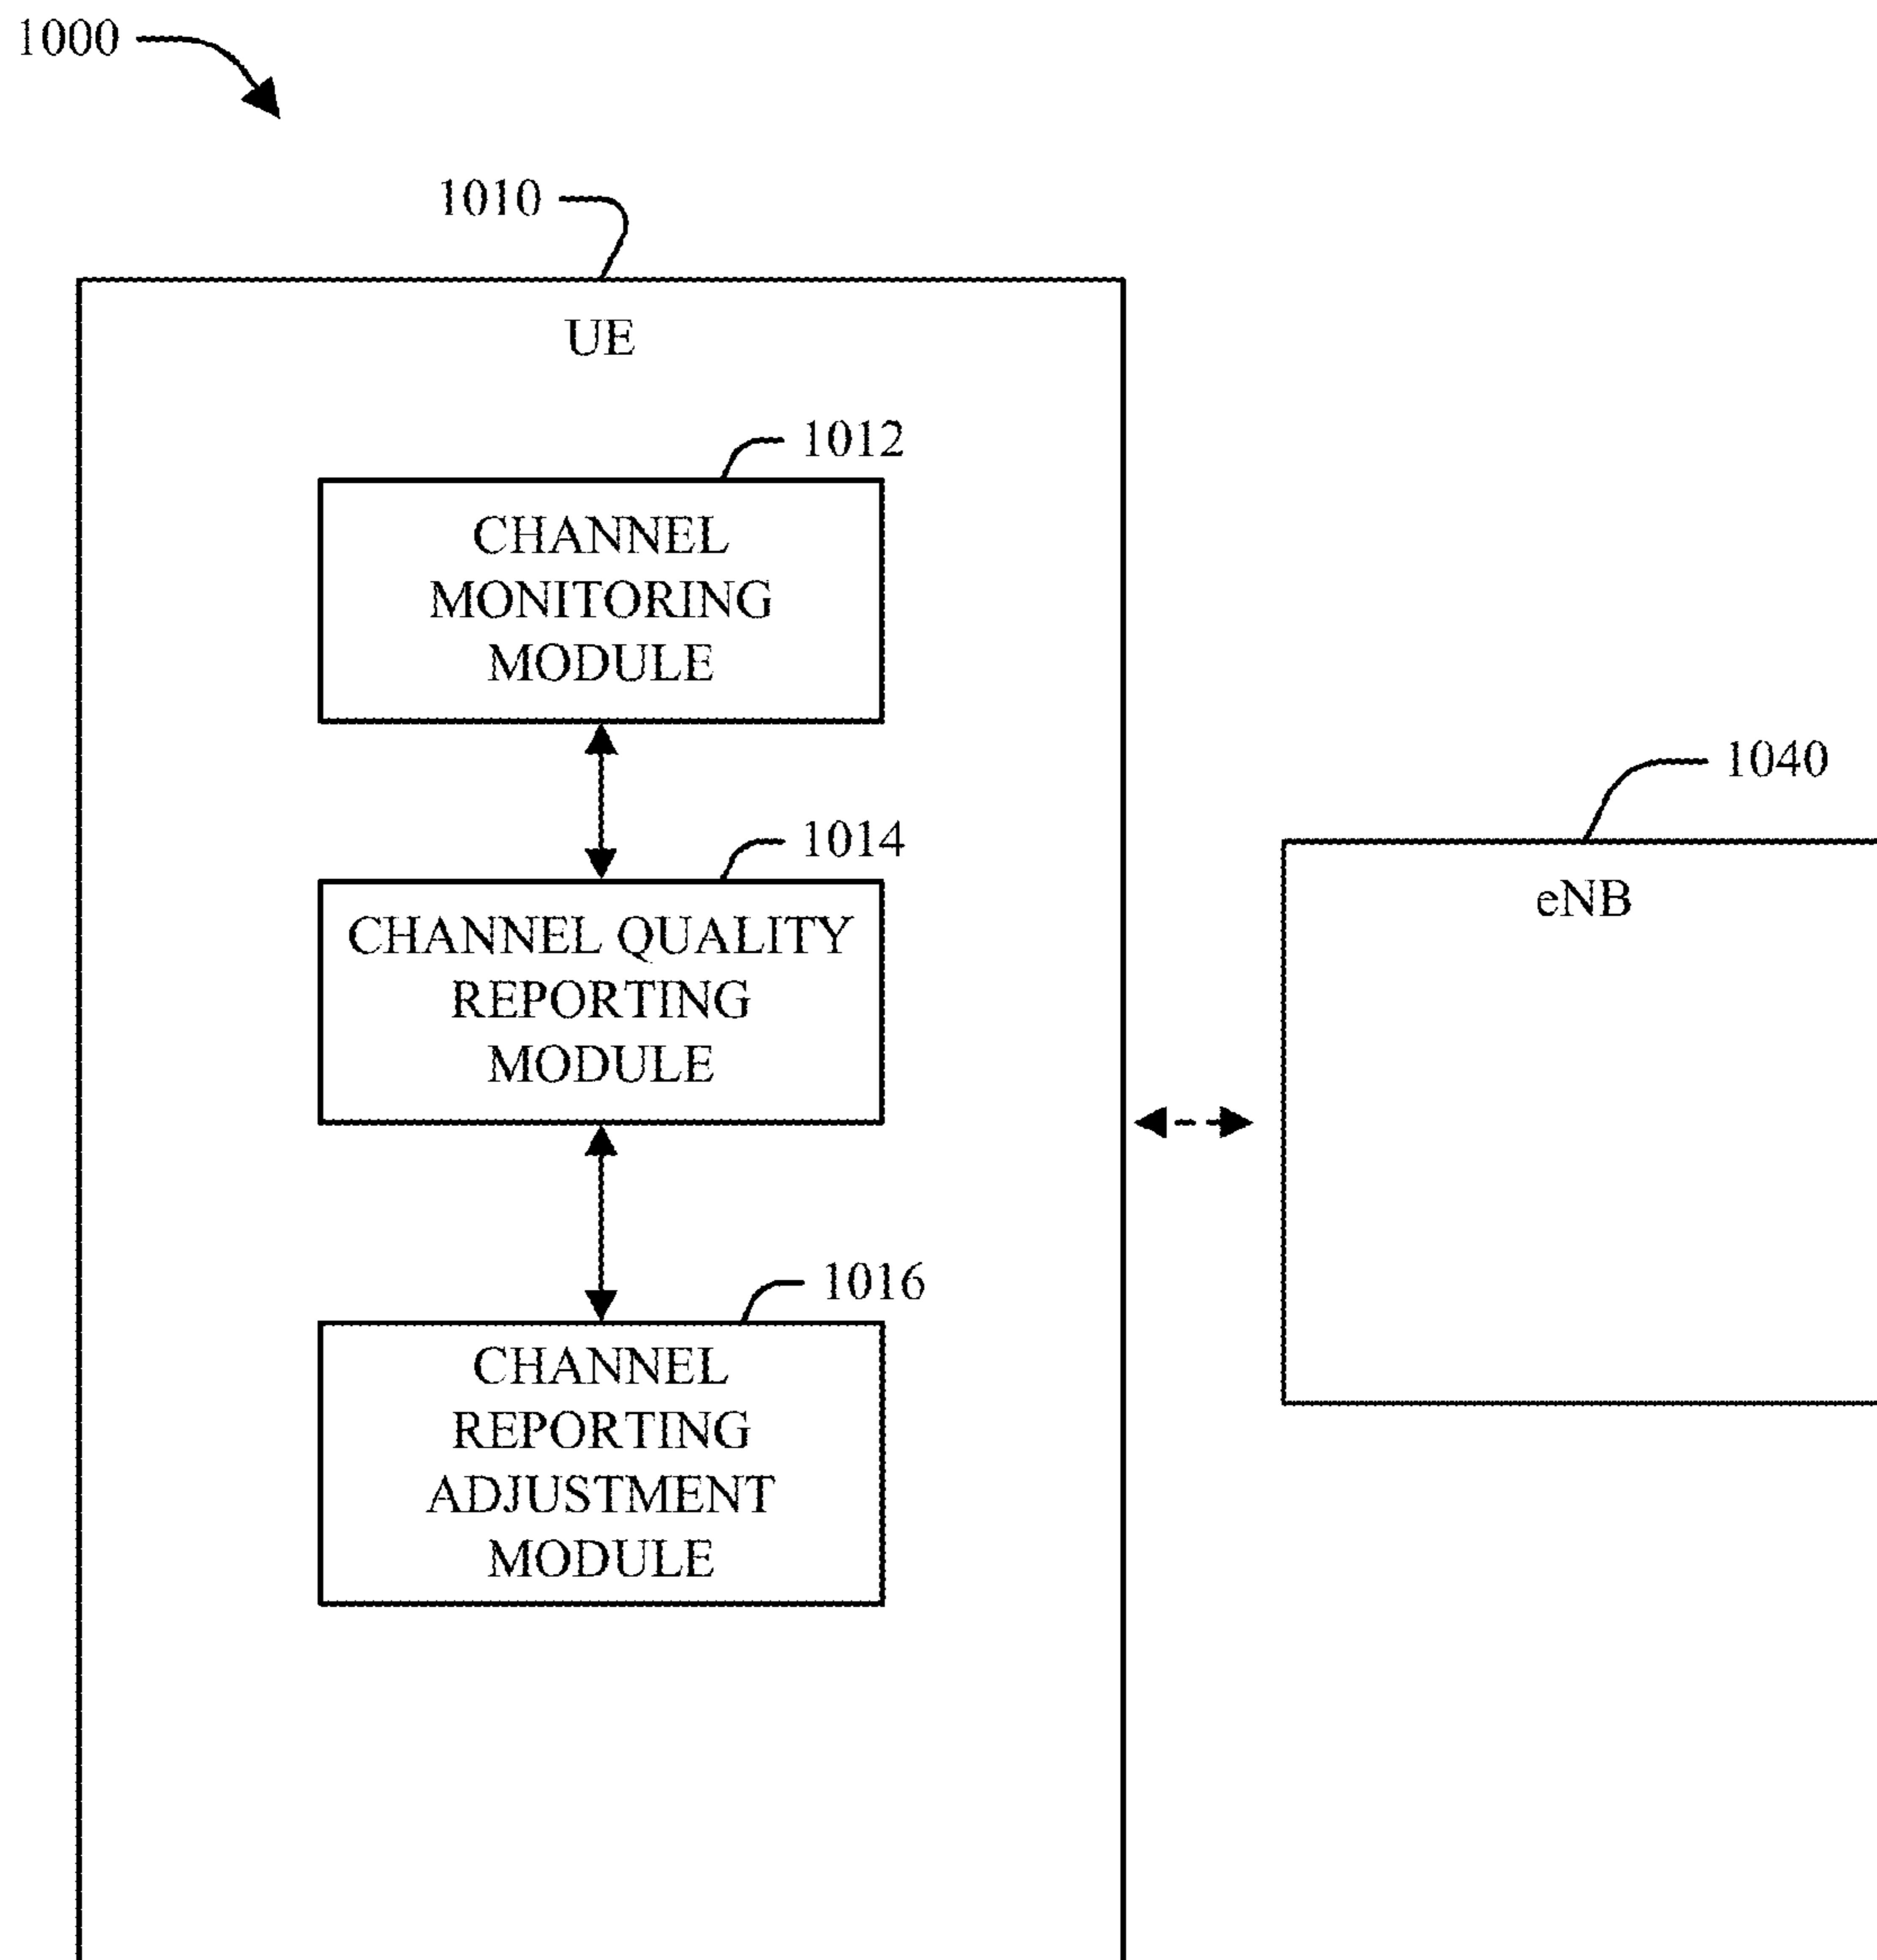 1000
1010
UE
1012
CHANNEL
MONITORING
MODULE
1014
CHANNEL QUALITY
REPORTING
MODULE
1016
CHANNEL
REPORTING
ADJUSTMENT
MODULE
1040
eNB